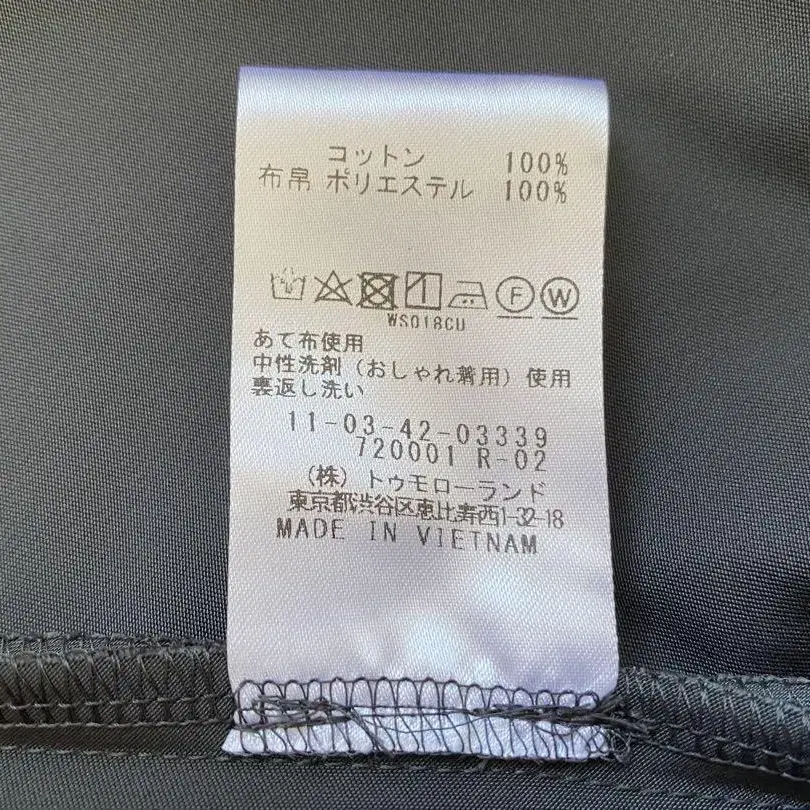 コットン 100%
布帛 ポリエステル 100%
F W
WS018CU
あて布使用
中性洗剤（おしゃれ着用）使用
裏返し洗い
11-03-42-03339
720001 R-02
（株）トゥモローランド
東京都渋谷区恵比寿西1-32-18
MADE IN VIETNAM